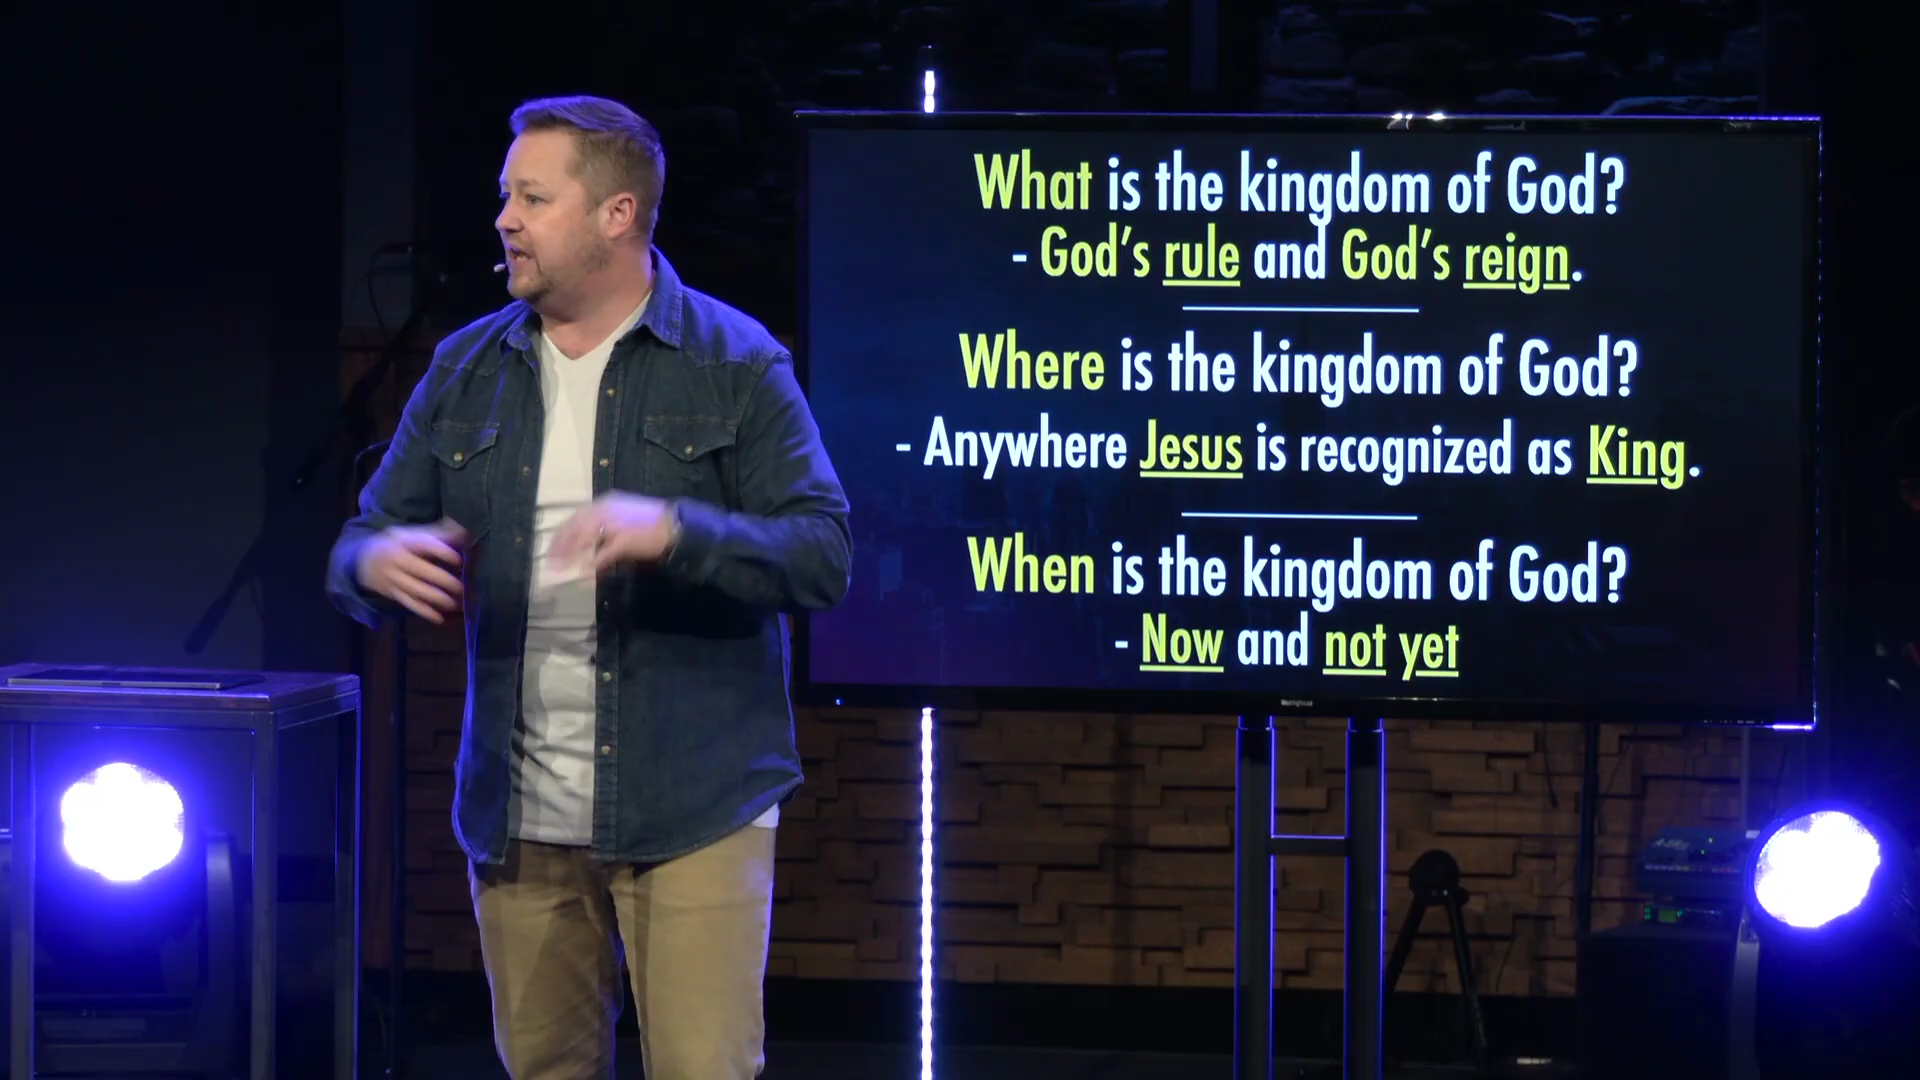 What is the kingdom of God?
- God's rule and God's reign.
Where is the kingdom of God?
- Anywhere Jesus is recognized as King.
When is the kingdom of God?
- Now and not yet
Westinghouse